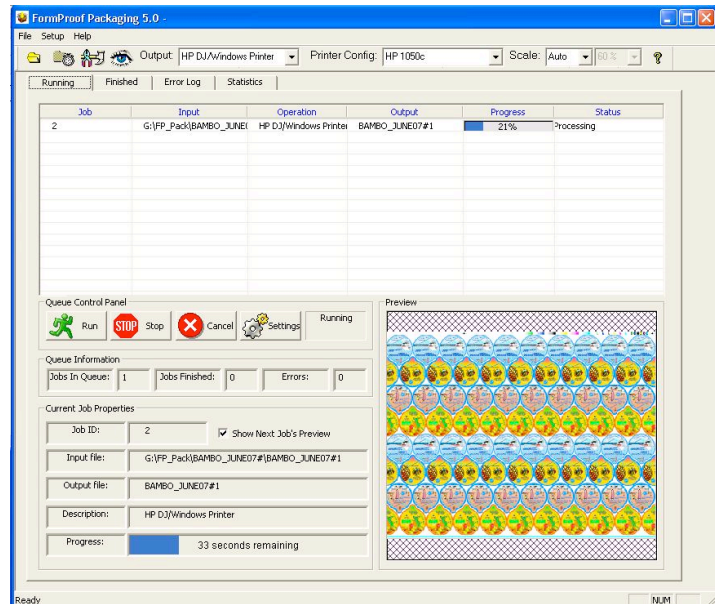 FormProof Packaging 5.0 -
File Setup Help
Output: HP DJ/Windows Printer Printer Config: HP 1050c Scale: Auto 60 %
Running Finished Error Log Statistics
Job Input Operation Output Progress Status
2 G:\FP_Pack\BAMBO_JUNE( HP DJ/Windows Printer BAMBO_JUNE07#1 21% Processing
Queue Control Panel
Run STOP Stop Cancel Settings Running
Preview
Queue Information
Jobs In Queue: 1 Jobs Finished: 0 Errors: 0
Current Job Properties
Job ID: 2 Show Next Job's Preview
Input file: G:\FP_Pack\BAMBO_JUNE07#\BAMBO_JUNE07#1
Output file: BAMBO_JUNE07#1
Description: HP DJ/Windows Printer
Progress: 33 seconds remaining
Ready NUM